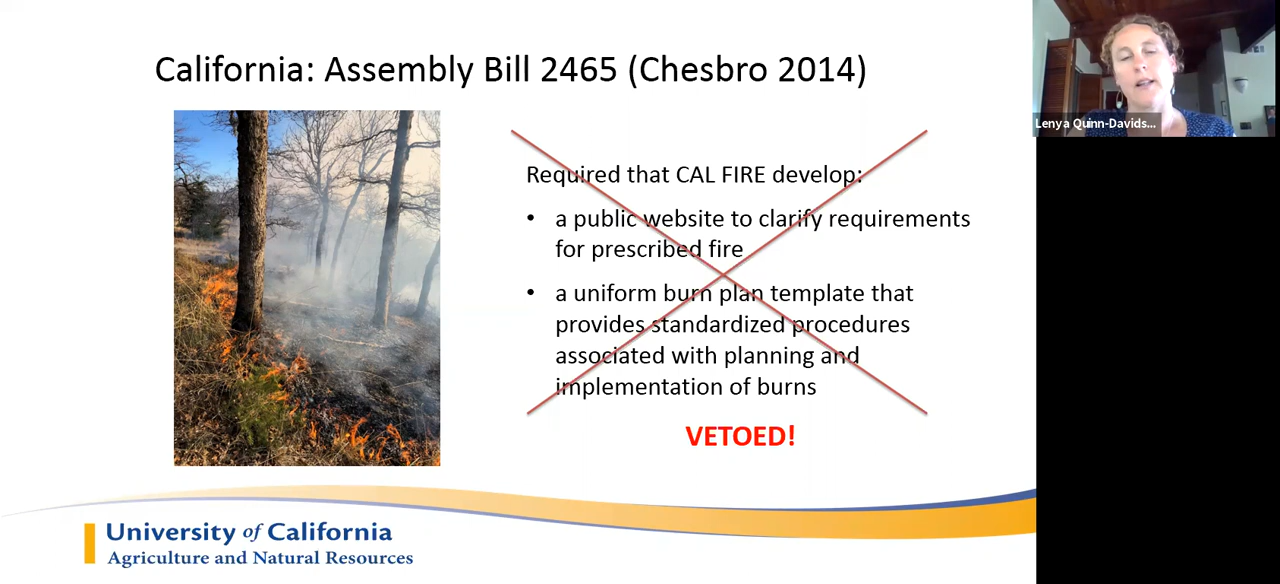 California: Assembly Bill 2465 (Chesbro 2014)
Lenya Quinn-Davids...
Required that CAL FIRE develop:
• a public website to clarify requirements
for prescribed fire
• a uniform burn plan template that
provides standardized procedures
associated with planning and
implementation of burns
VETOED!
University of California
Agriculture and Natural Resources